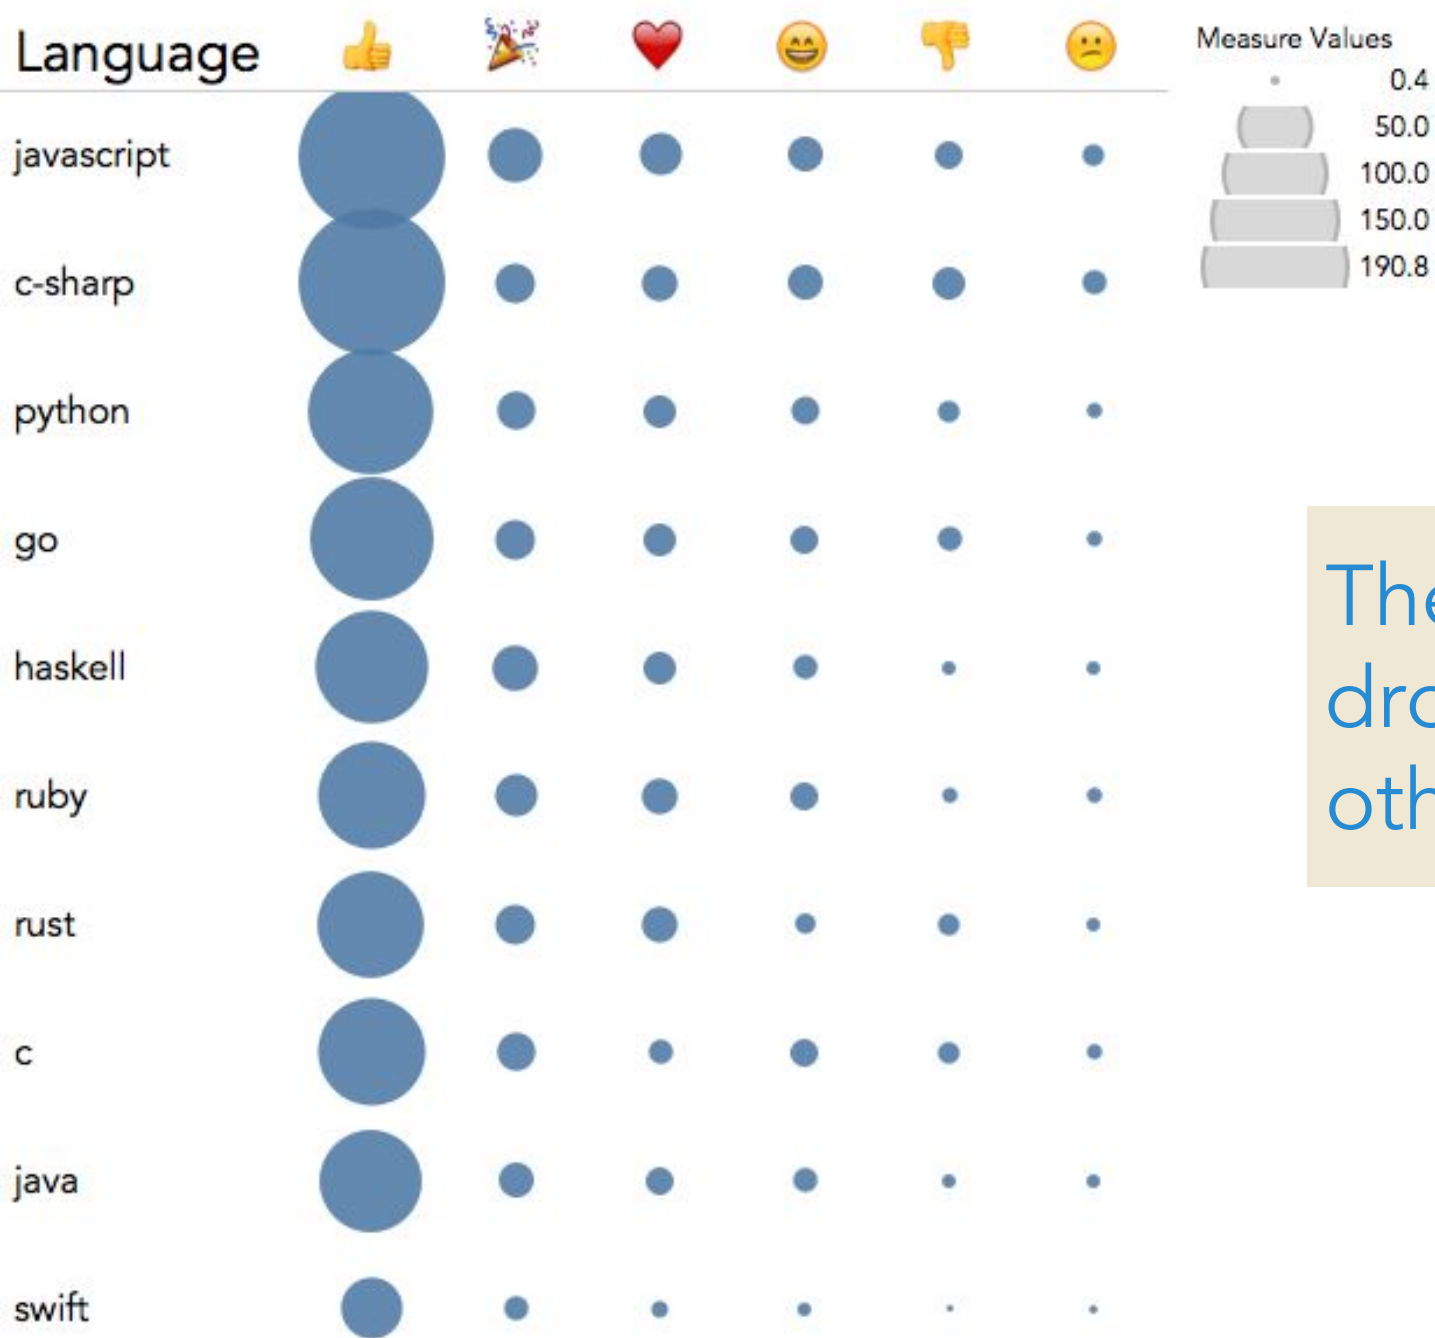 Language 👍 🎉 ❤️ 😄 👎 😕
javascript
c-sharp
python
go
haskell
ruby
rust
c
java
swift
Measure Values
0.4
50.0
100.0
150.0
190.8